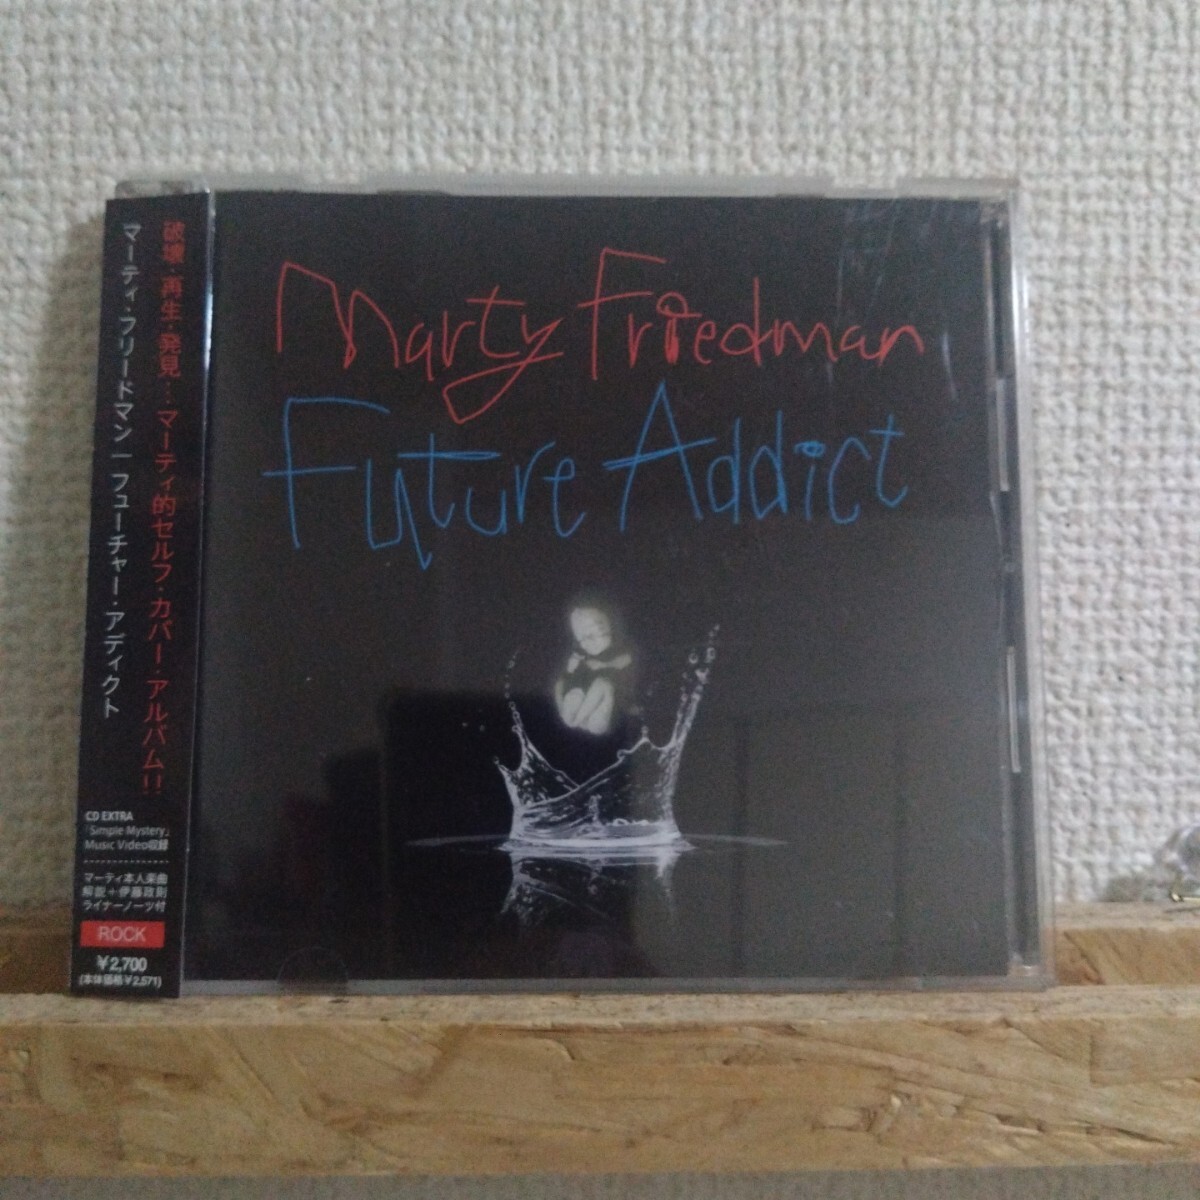 破壊・再生・発見…マーティ的セルフ・カバー・アルバム!!
マーティ・フリードマン | フューチャー・アディクト
CD EXTRA
「Simple Mystery」
Music Video収録
マーティ本人楽曲
解説+伊藤政則
ライナーノーツ付
ROCK
¥2,700
(本体価格¥2,571)
Marty Friedman
Future Addict